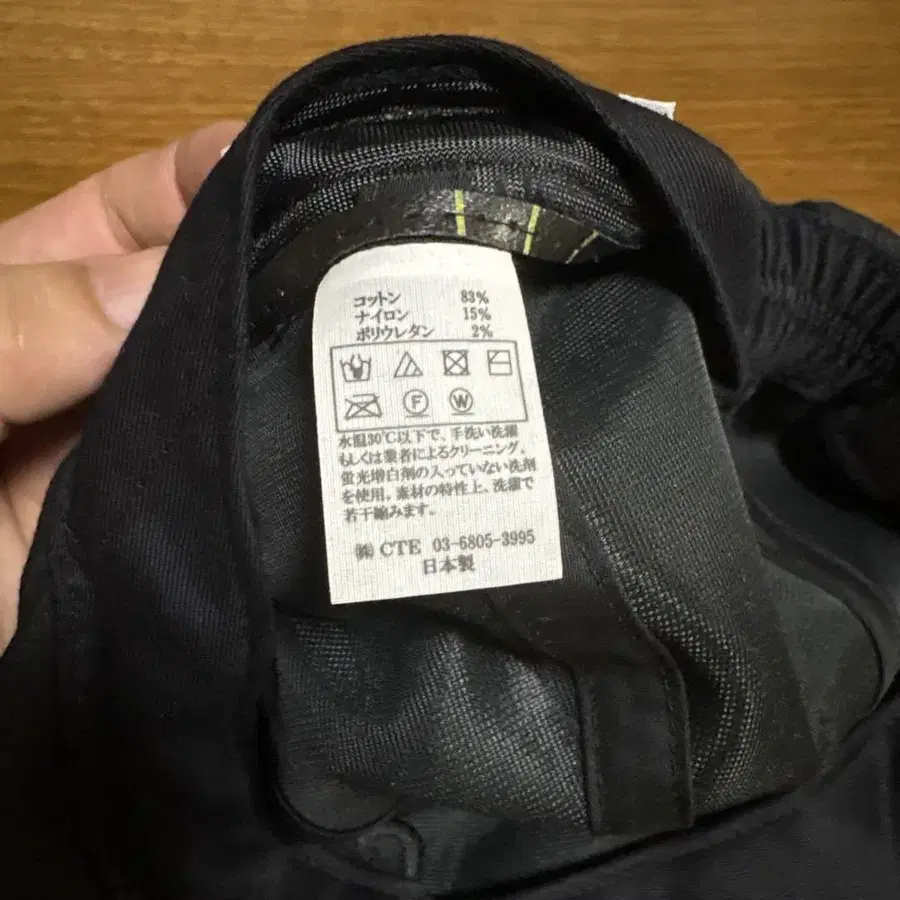 コットン 83%
ナイロン 15%
ポリウレタン 2%
F W
水温30℃以下で、手洗い洗濯
もしくは業者によるクリーニング。
蛍光増白剤の入っていない洗剤
を使用。素材の特性上、洗濯で
若干縮みます。
㈱ CTE 03-6805-3995
日本製